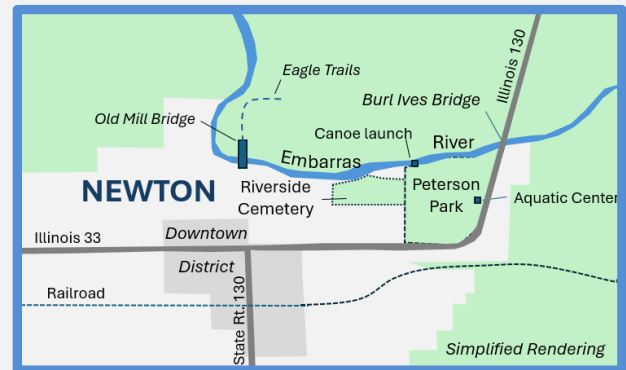 Illinois 130
Eagle Trails
Burl Ives Bridge
Old Mill Bridge
Canoe launch
River
Embarras
NEWTON
Riverside
Cemetery
Peterson
Park
Aquatic Center
Illinois 33
Downtown
District
Railroad
State Rt. 130
Simplified Rendering